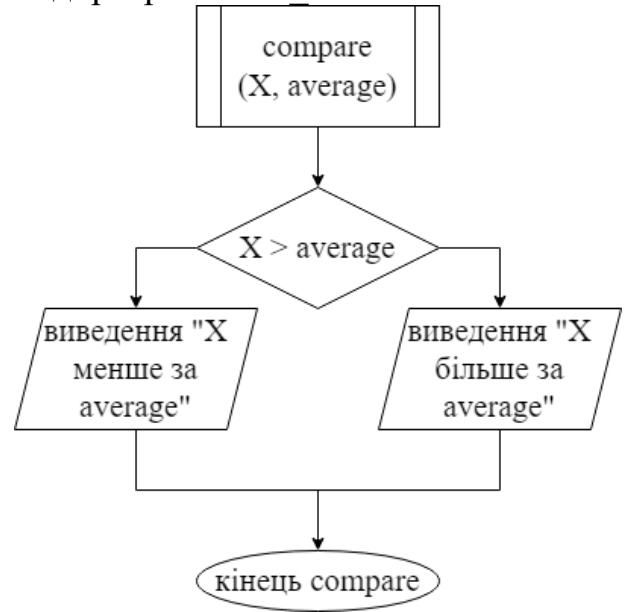 compare
(X, average)
X > average
виведення "X
менше за
average"
виведення "X
більше за
average"
кінець compare